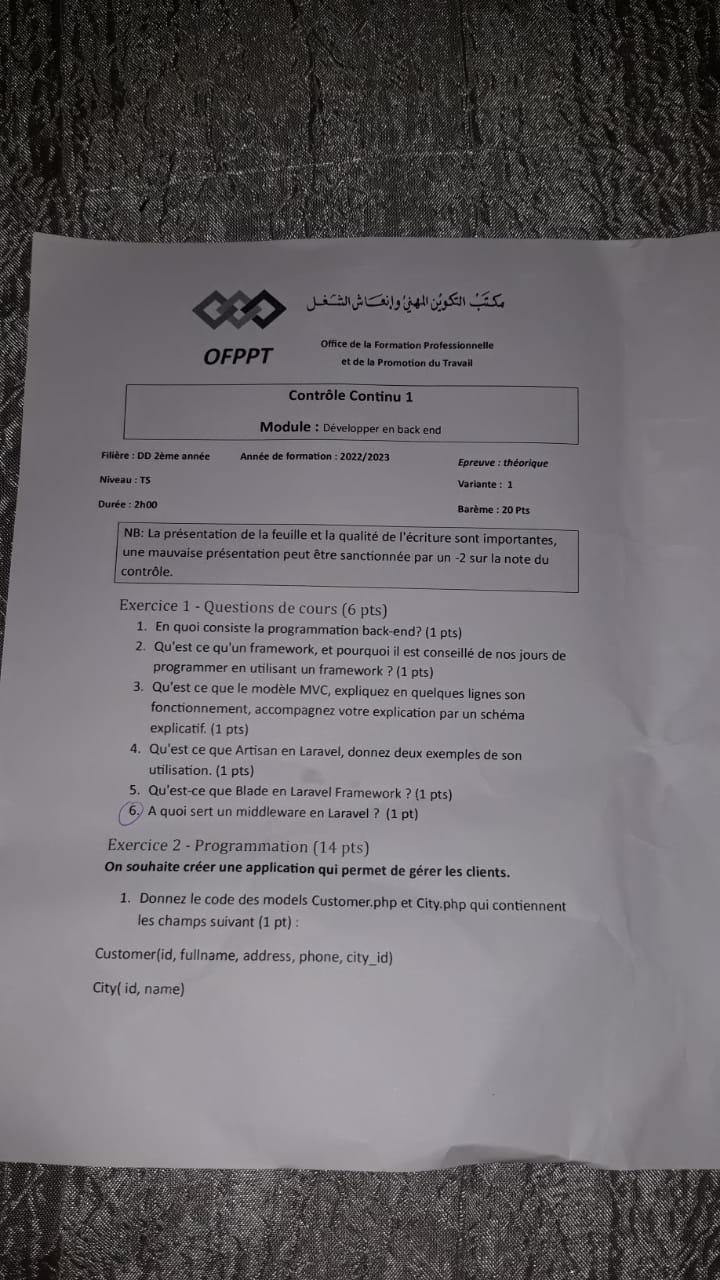 مكتب التكوين المهني وإنعاش الشغل
OFPPT
Office de la Formation Professionnelle
et de la Promotion du Travail
Contrôle Continu 1
Module : Développer en back end
Filière : DD 2ème année Année de formation : 2022/2023 Epreuve : théorique
Niveau : TS Variante : 1
Durée : 2h00 Barème : 20 Pts
NB: La présentation de la feuille et la qualité de l'écriture sont importantes,
une mauvaise présentation peut être sanctionnée par un -2 sur la note du
contrôle.
Exercice 1 - Questions de cours (6 pts)
1. En quoi consiste la programmation back-end? (1 pts)
2. Qu'est ce qu'un framework, et pourquoi il est conseillé de nos jours de
programmer en utilisant un framework ? (1 pts)
3. Qu'est ce que le modèle MVC, expliquez en quelques lignes son
fonctionnement, accompagnez votre explication par un schéma
explicatif. (1 pts)
4. Qu'est ce que Artisan en Laravel, donnez deux exemples de son
utilisation. (1 pts)
5. Qu'est-ce que Blade en Laravel Framework ? (1 pts)
6. A quoi sert un middleware en Laravel ? (1 pt)
Exercice 2 - Programmation (14 pts)
On souhaite créer une application qui permet de gérer les clients.
1. Donnez le code des models Customer.php et City.php qui contiennent
les champs suivant (1 pt) :
Customer(id, fullname, address, phone, city_id)
City( id, name)